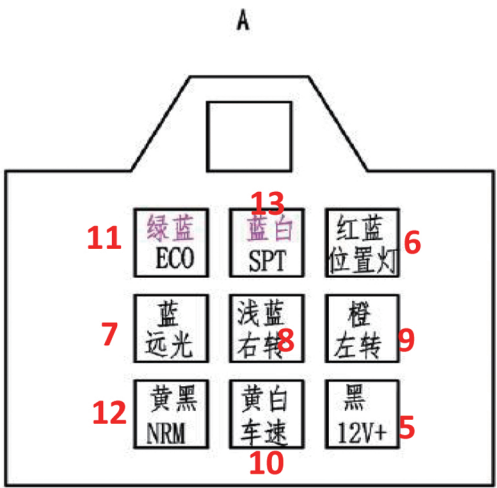 A
13
绿蓝
蓝白
红蓝
11
ECO
SPT
位置灯
6
蓝
浅蓝
橙
7
远光
右转
8
左转
9
黄黑
黄白
黑
12
NRM
车速
12V+
5
10